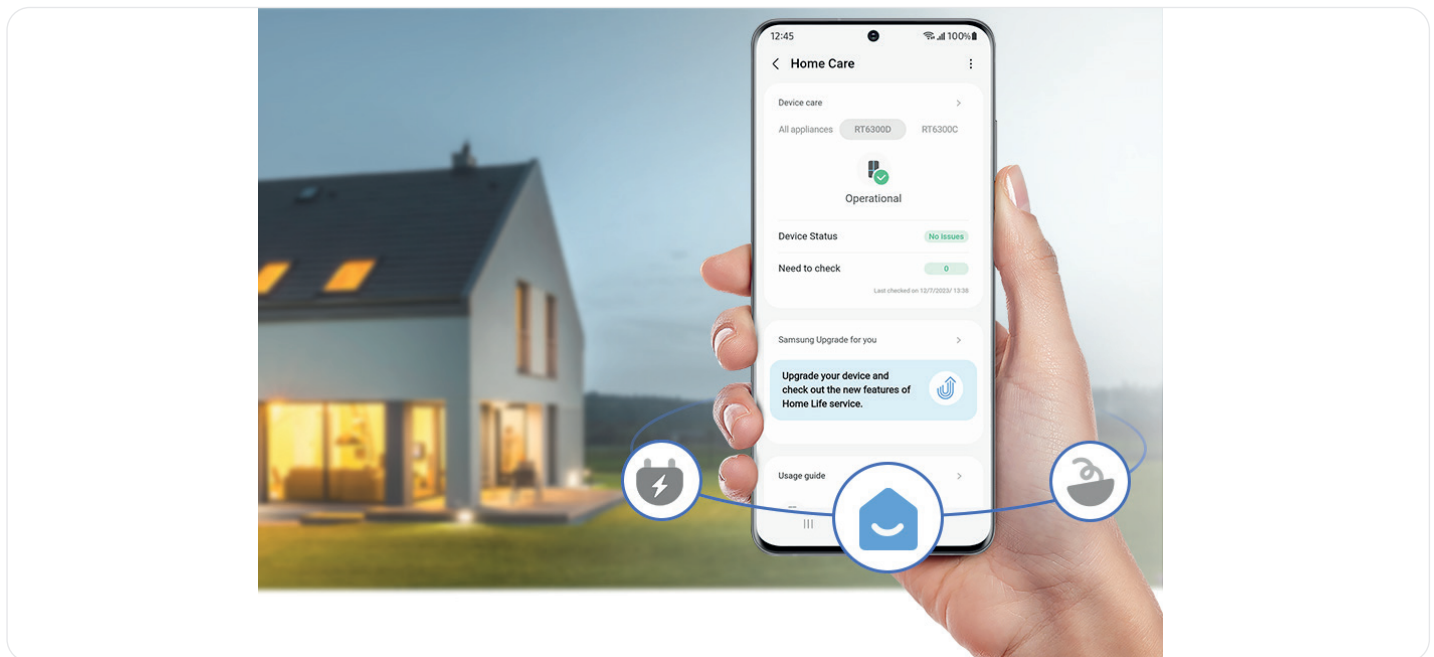 12:45
100%
Home Care
Device care
All appliances
RT6300D
RT6300C
Operational
Device Status
No issues
Need to check
0
Last checked on 12/7/2023/ 13:38
Samsung Upgrade for you
Upgrade your device and
check out the new features of
Home Life service.
Usage guide